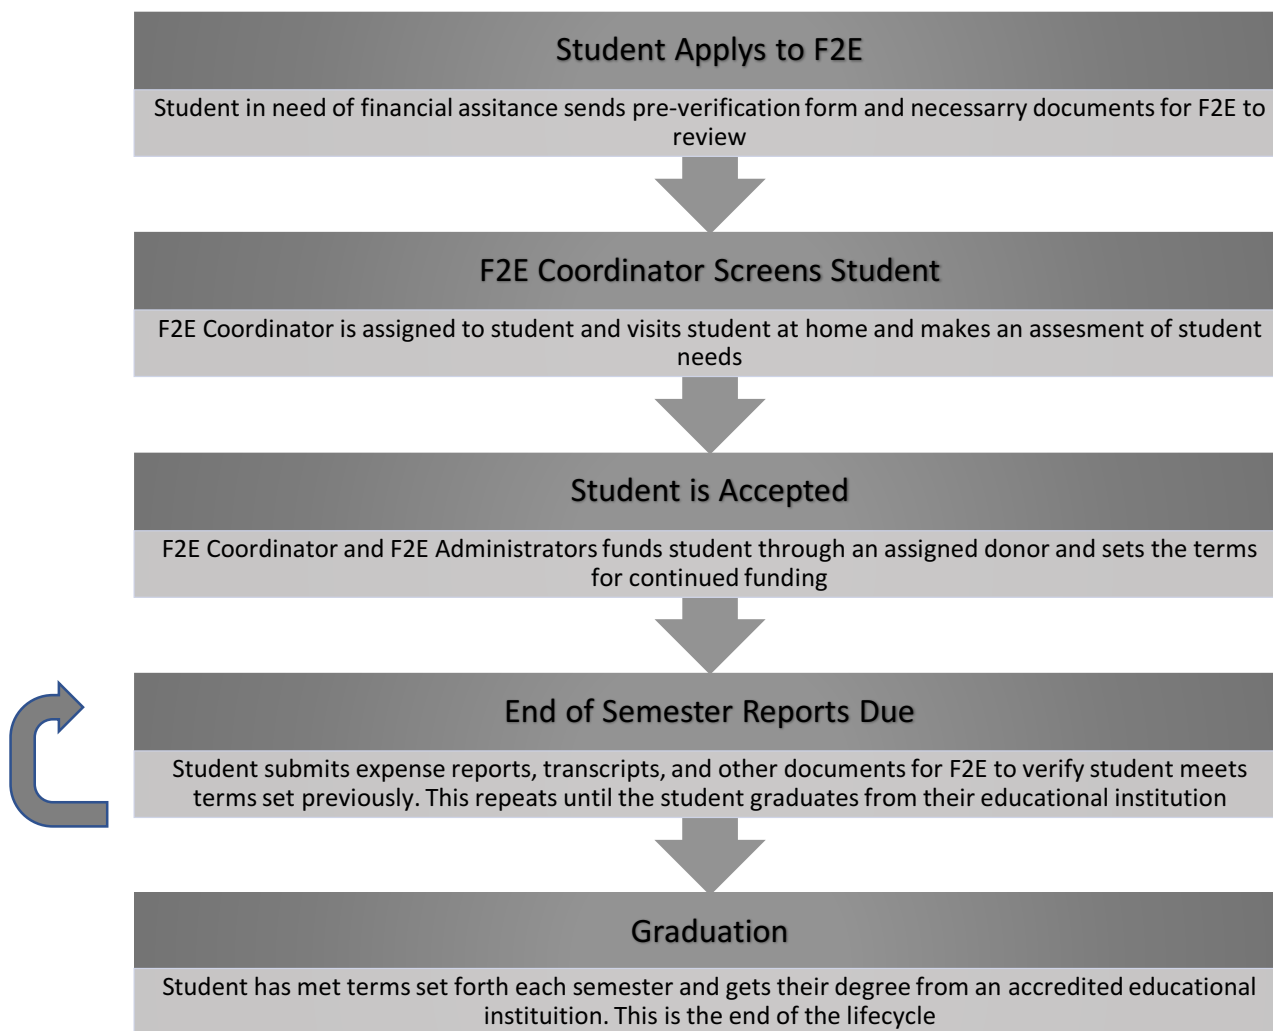 Student Applys to F2E
Student in need of financial assitance sends pre-verification form and necessarry documents for F2E to
review
F2E Coordinator Screens Student
F2E Coordinator is assigned to student and visits student at home and makes an assesment of student
needs
Student is Accepted
F2E Coordinator and F2E Administrators funds student through an assigned donor and sets the terms
for continued funding
End of Semester Reports Due
Student submits expense reports, transcripts, and other documents for F2E to verify student meets
terms set previously. This repeats until the student graduates from their educational institution
Graduation
Student has met terms set forth each semester and gets their degree from an accredited educational
instituition. This is the end of the lifecycle